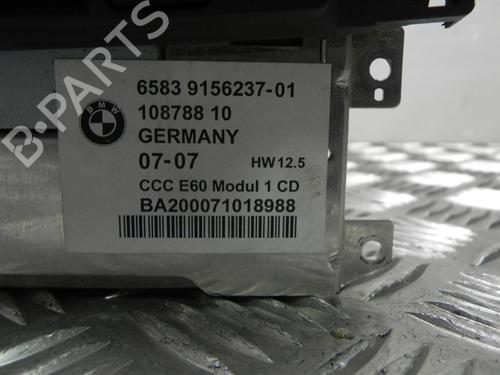 6583 9156237-01
BMW
108788 10
GERMANY
07-07 HW 12.5
CCC E60 Modul 1 CD
BA200071018988
B-PARTS